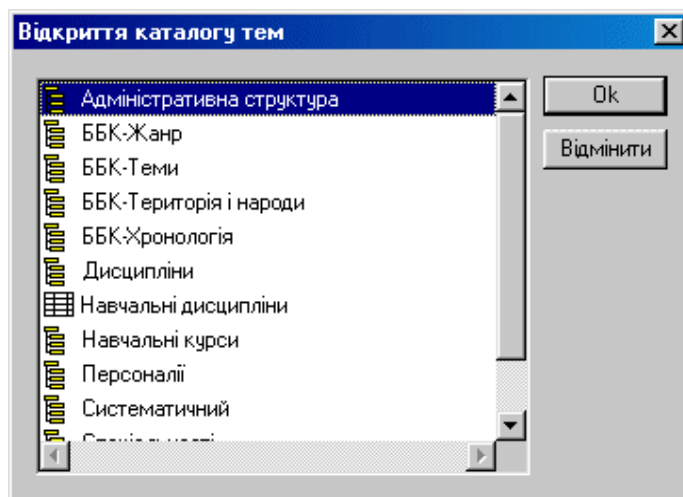 Відкриття каталогу тем
Адміністративна структура
Ok
ББК-Жанр
Відмінити
ББК-Теми
ББК-Територія і народи
ББК-Хронологія
Дисципліни
Навчальні дисципліни
Навчальні курси
Персоналії
Систематичний